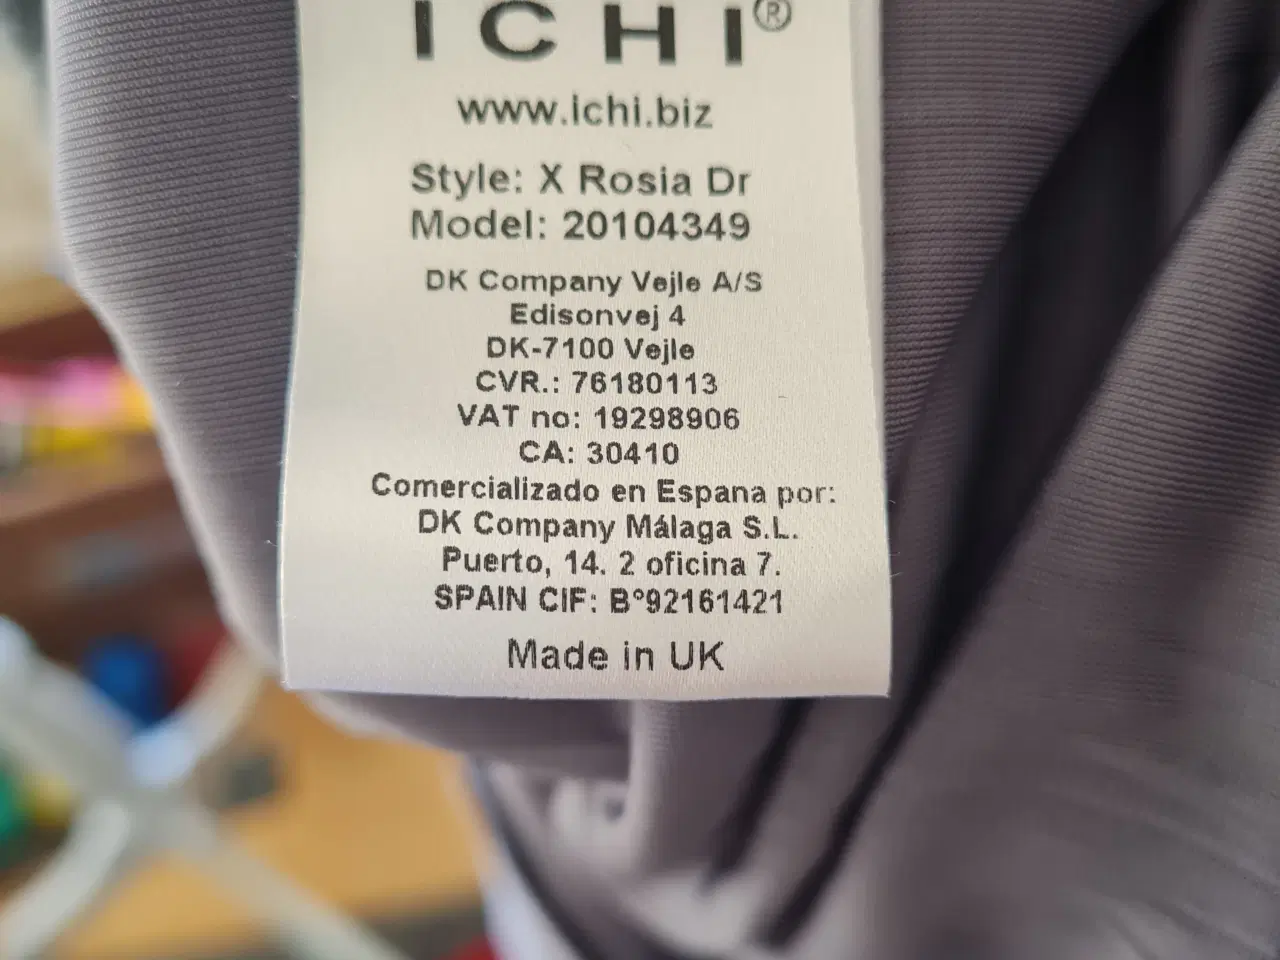 ICHI®
www.ichi.biz
Style: X Rosia Dr
Model: 20104349
DK Company Vejle A/S
Edisonvej 4
DK-7100 Vejle
CVR.: 76180113
VAT no: 19298906
CA: 30410
Comercializado en Espana por:
DK Company Málaga S.L.
Puerto, 14. 2 oficina 7.
SPAIN CIF: B°92161421
Made in UK